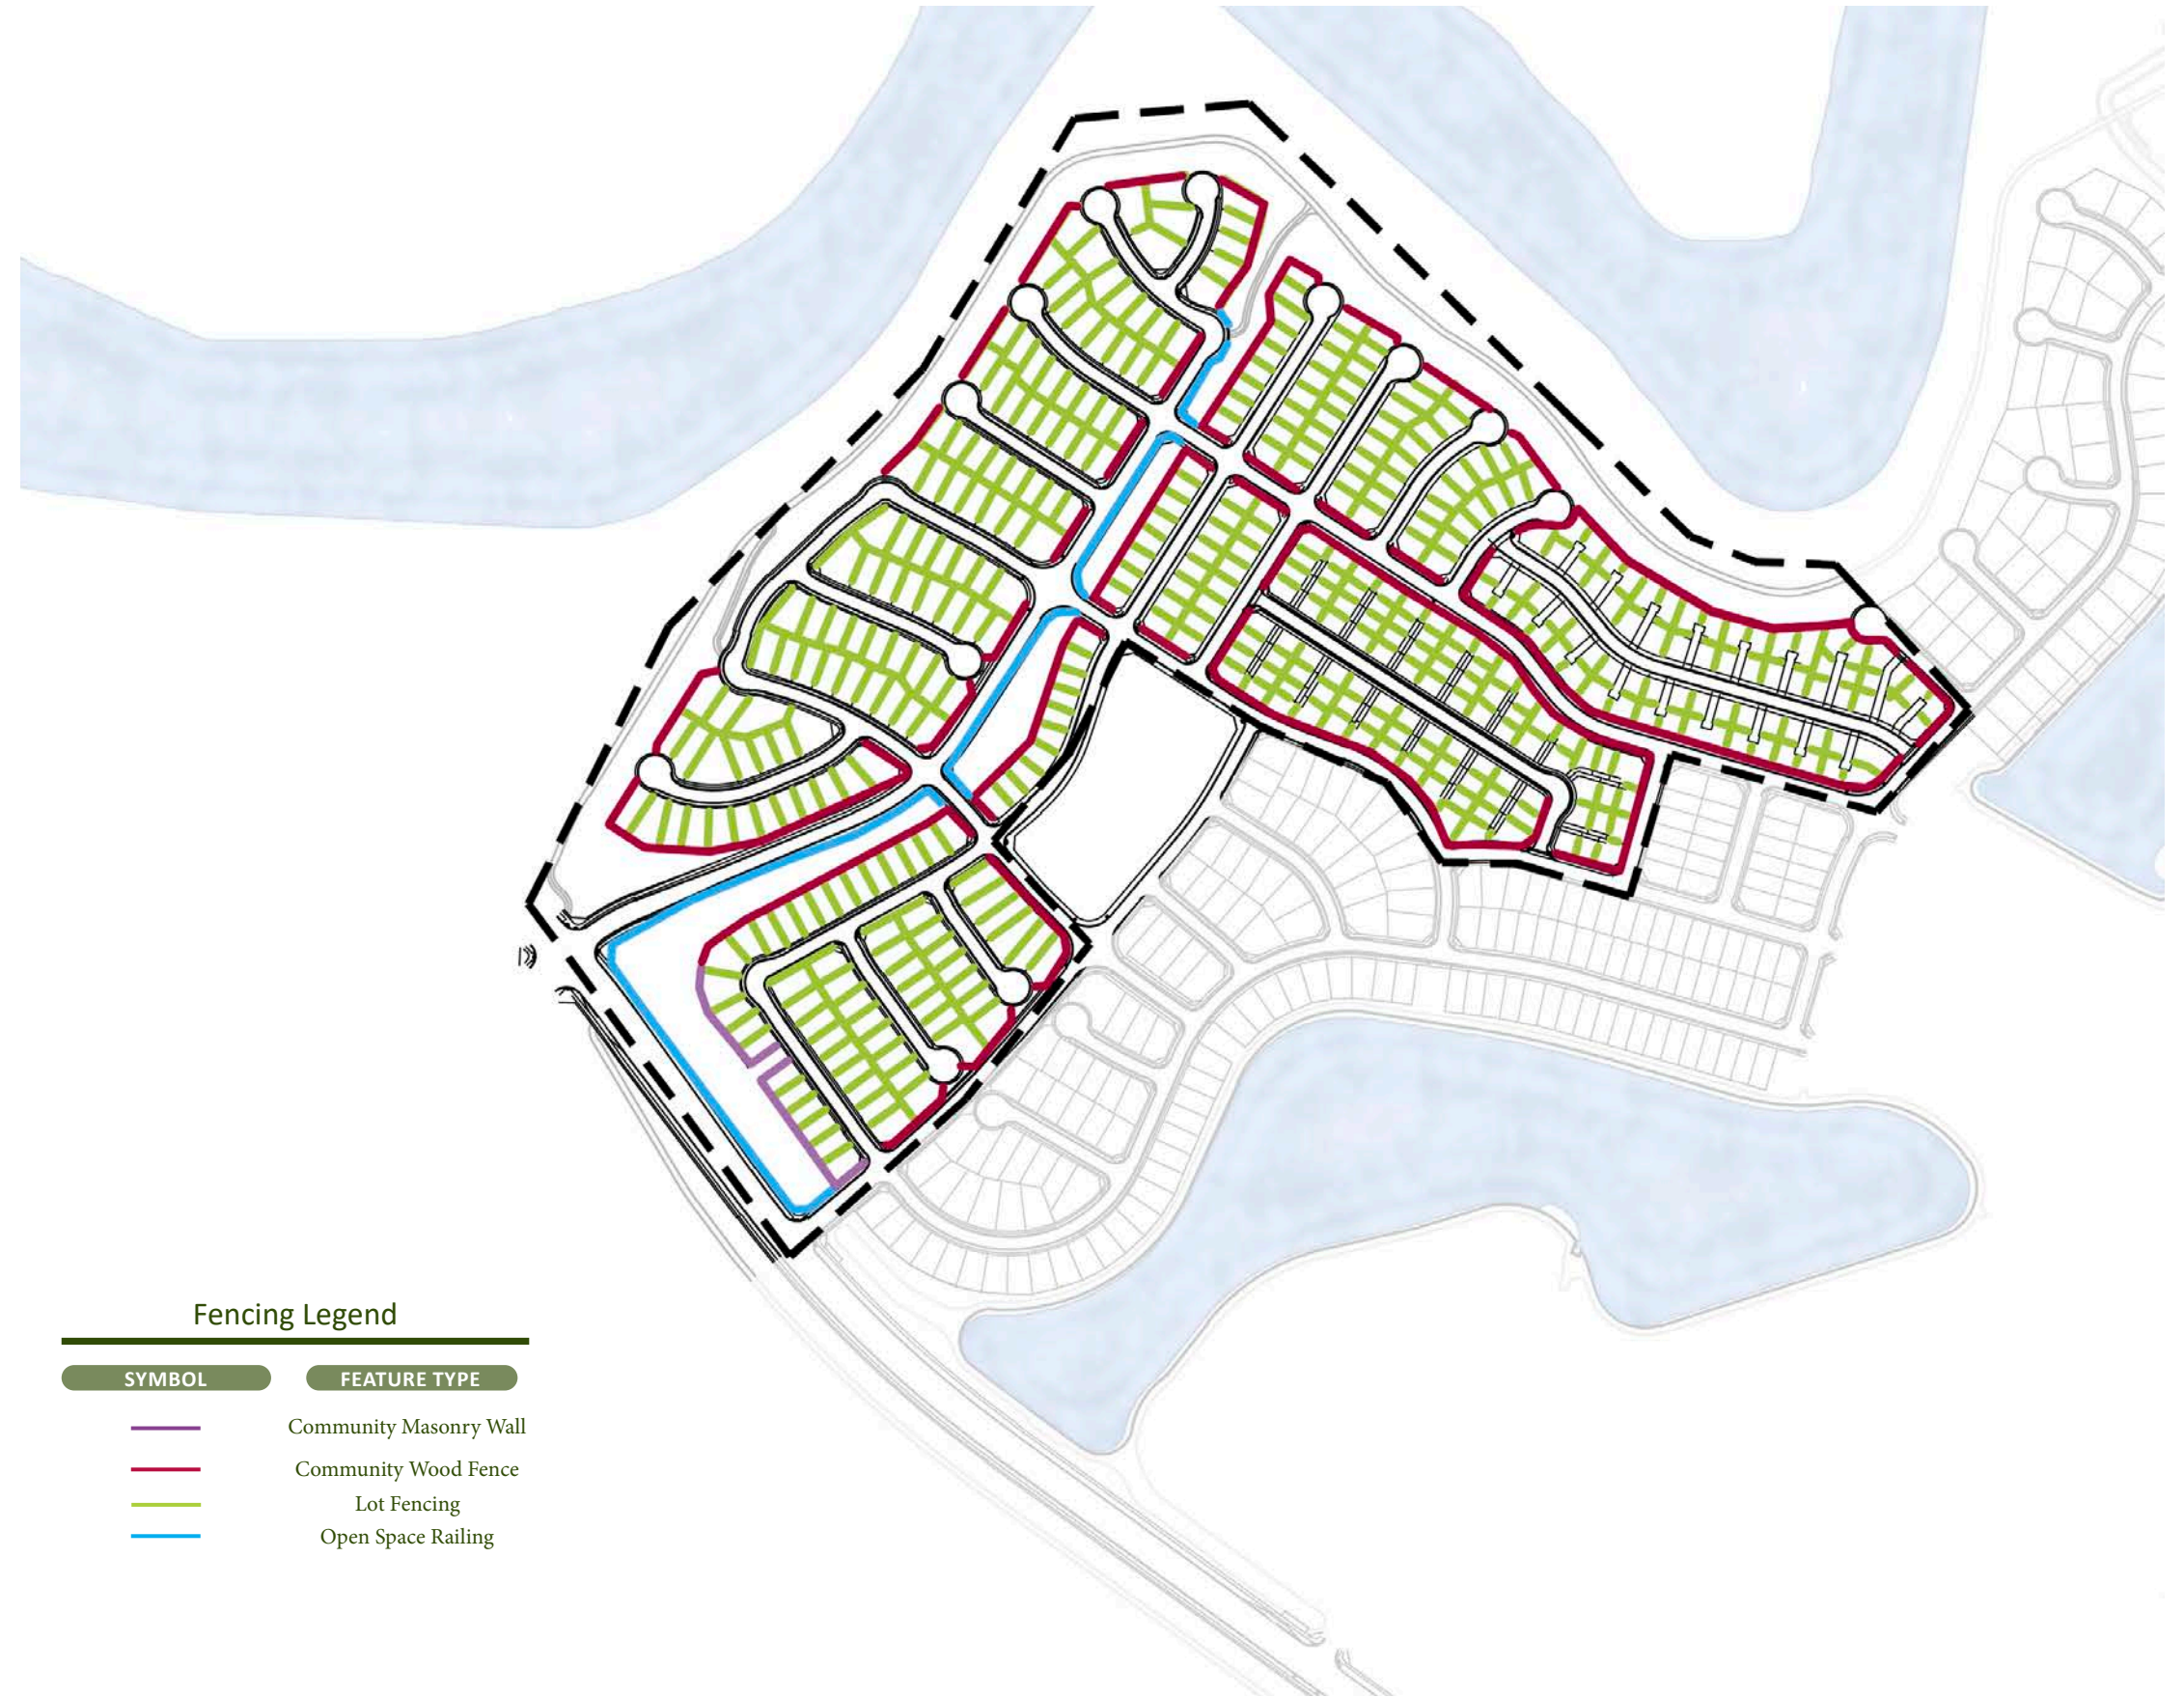 Fencing Legend
SYMBOL FEATURE TYPE
Community Masonry Wall
Community Wood Fence
Lot Fencing
Open Space Railing